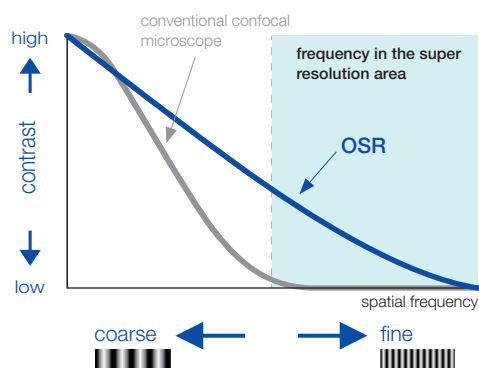 conventional confocal
microscope
high
frequency in the super
resolution area
OSR
contrast
low
spatial frequency
coarse
fine